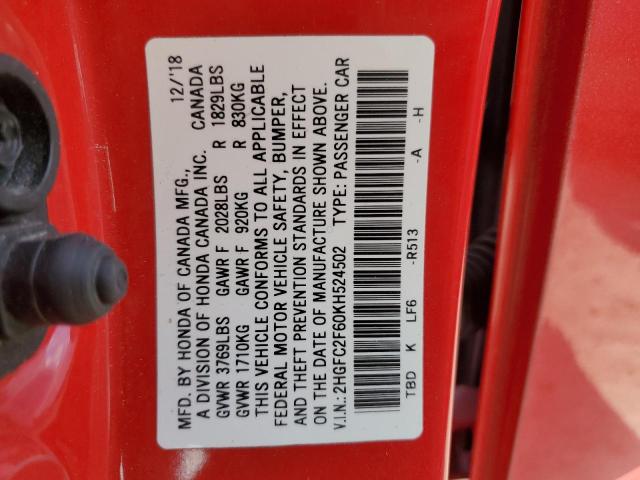 MFD. BY HONDA OF CANADA MFG., 12/'18
A DIVISION OF HONDA CANADA INC. CANADA
GVWR 3769LBS GAWR F 2028LBS R 1829LBS
GVWR 1710KG GAWR F 920KG R 830KG
THIS VEHICLE CONFORMS TO ALL APPLICABLE
FEDERAL MOTOR VEHICLE SAFETY, BUMPER,
AND THEFT PREVENTION STANDARDS IN EFFECT
ON THE DATE OF MANUFACTURE SHOWN ABOVE.
V.I.N.: 2HGFC2F60KH524502 TYPE: PASSENGER CAR
TBD K LF6 -R513 -A -H